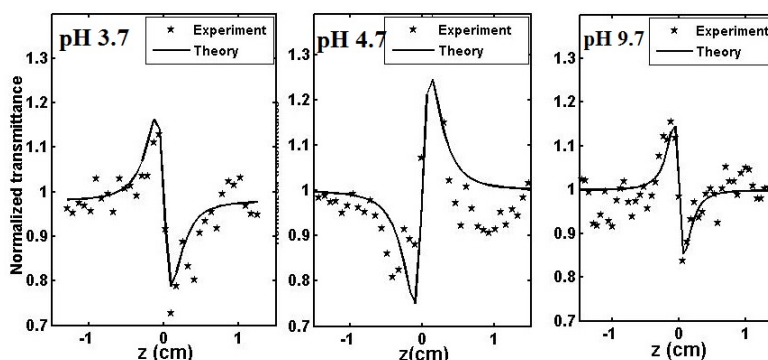 pH 3.7
Experiment
Theory
Normalized transmittance
1.3
1.2
1.1
1
0.9
0.8
0.7
-1
0
1
z (cm)
pH 4.7
Experiment
Theory
1.3
1.2
1.1
1
0.9
0.8
0.7
-1
0
1
z(cm)
pH 9.7
Experiment
Theory
1.3
1.2
1.1
1
0.9
0.8
0.7
-1
0
1
z (cm)